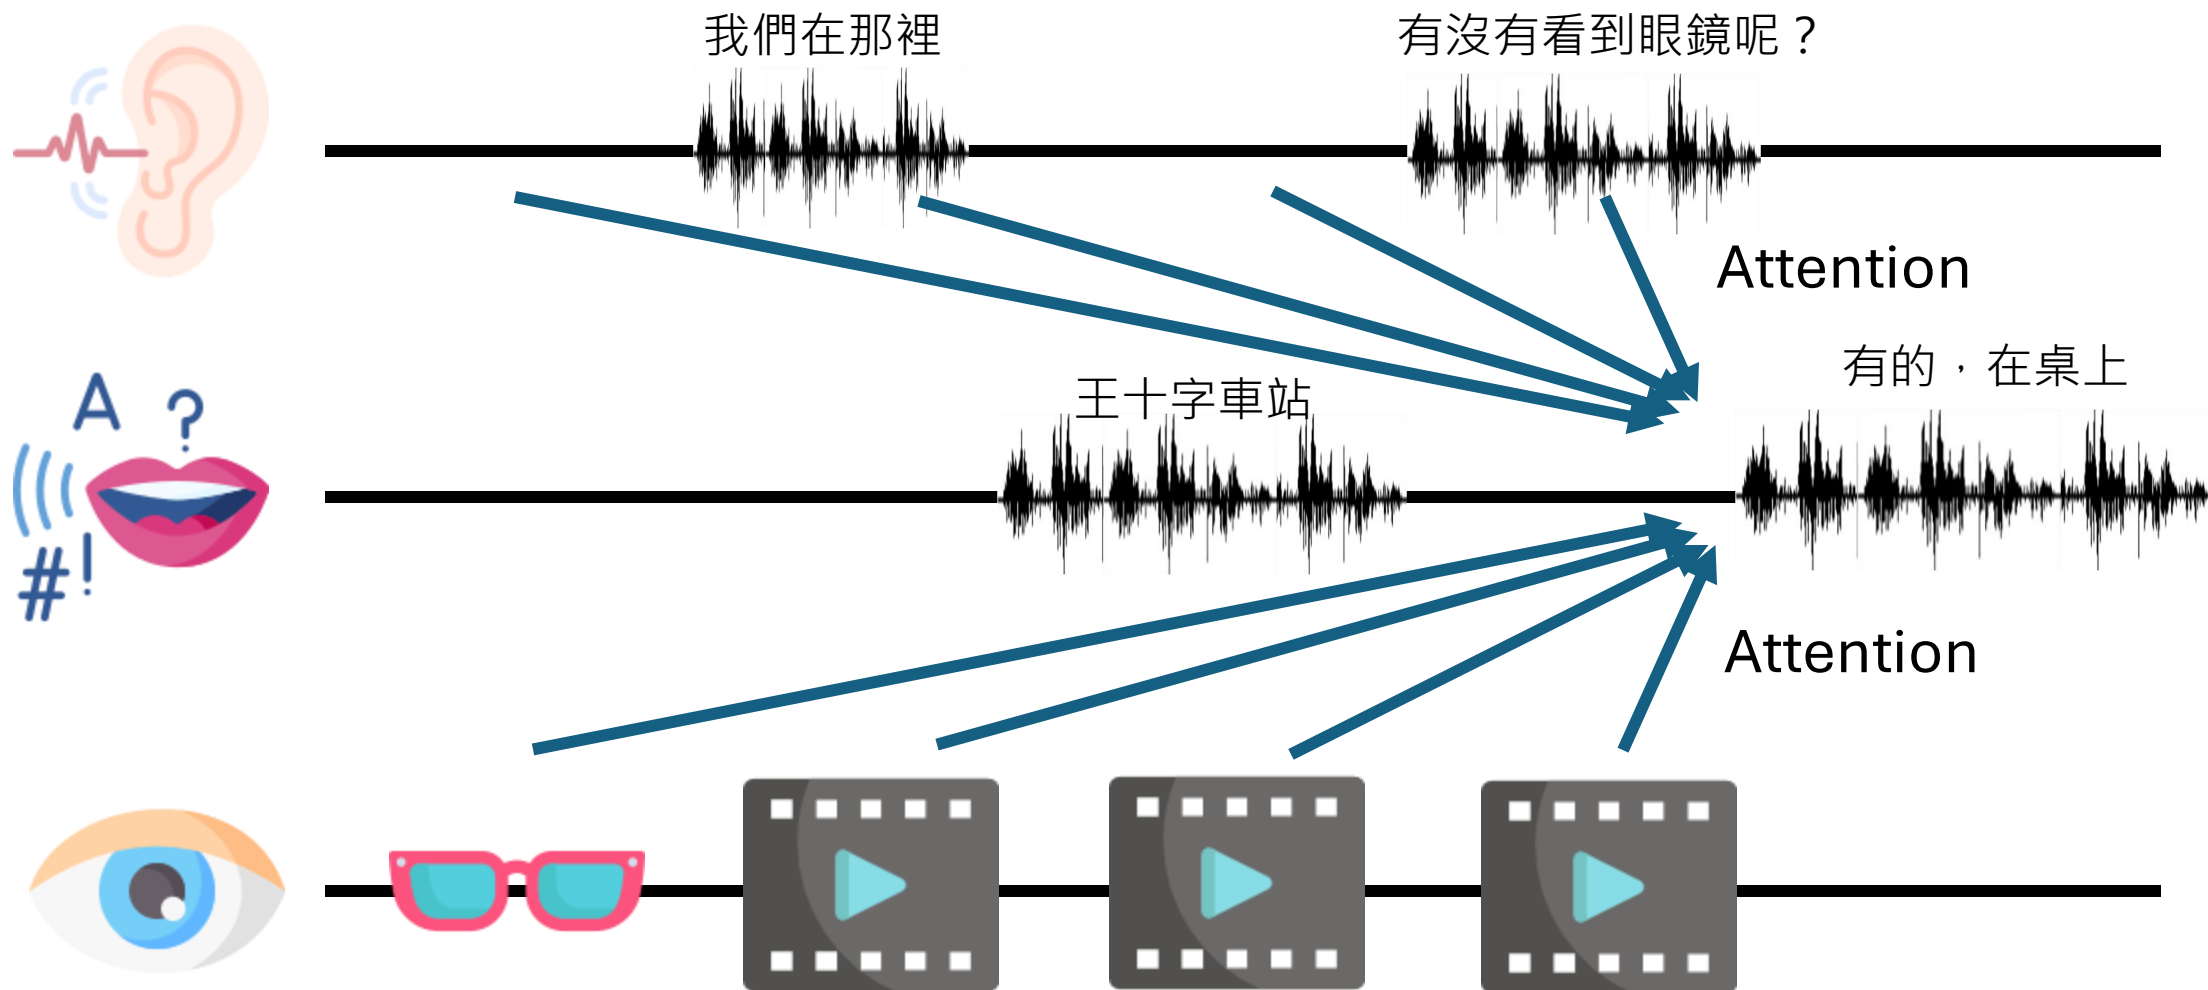 我們在那裡
有沒有看到眼鏡呢？
Attention
有的，在桌上
王十字車站
A
?
#!
Attention